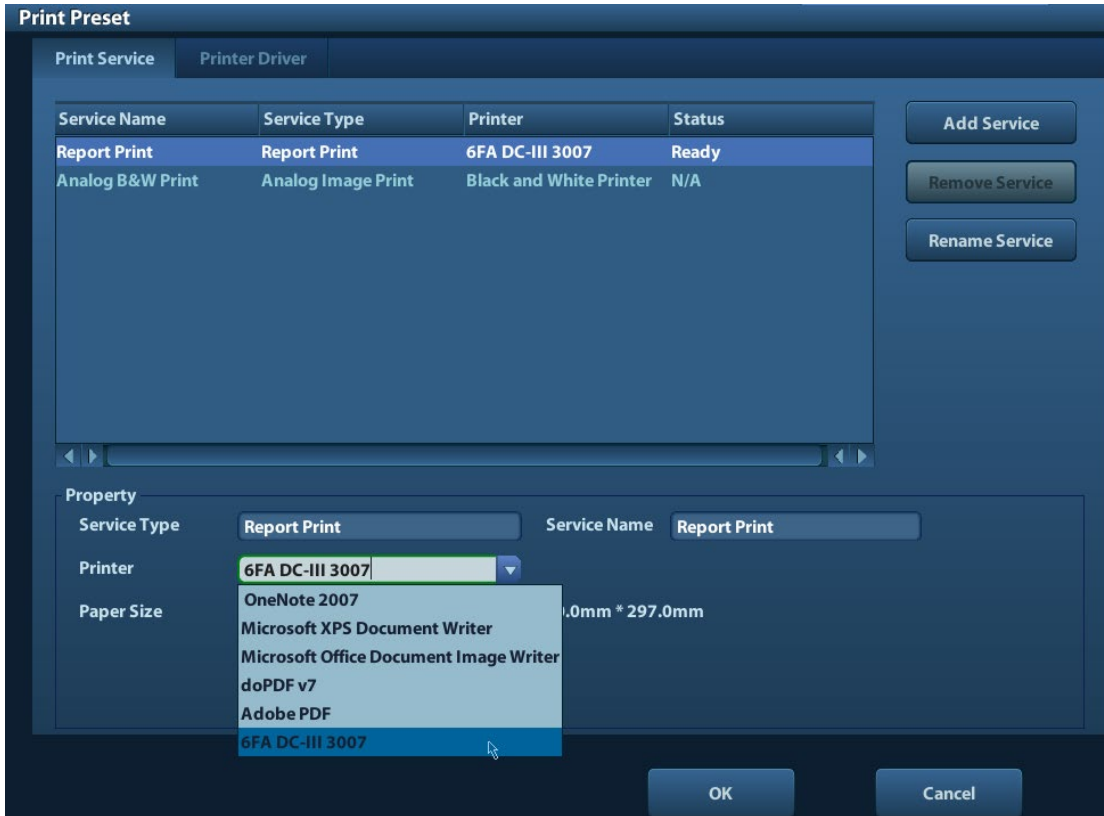 Print Preset
Print Service Printer Driver
Service Name Service Type Printer Status
Report Print Report Print 6FA DC-III 3007 Ready
Analog B&W Print Analog Image Print Black and White Printer N/A
Add Service
Remove Service
Rename Service
Property
Service Type Report Print Service Name Report Print
Printer 6FA DC-III 3007
OneNote 2007
Paper Size .0mm * 297.0mm
Microsoft XPS Document Writer
Microsoft Office Document Image Writer
doPDF v7
Adobe PDF
6FA DC-III 3007
OK Cancel